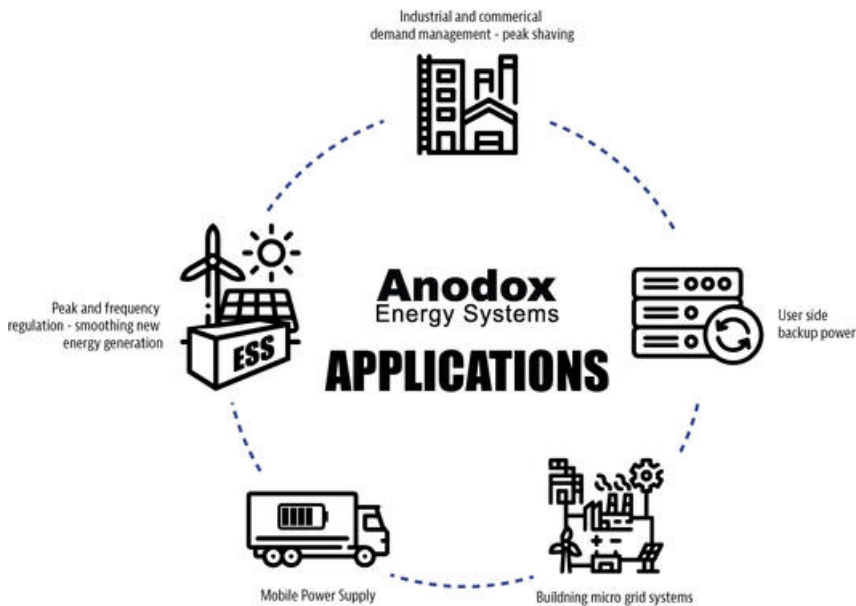 Industrial and commerical
demand management - peak shaving
Anodox
Energy Systems
APPLICATIONS
Peak and frequency
regulation - smoothing new
energy generation
ESS
User side
backup power
Mobile Power Supply
Buildning micro grid systems